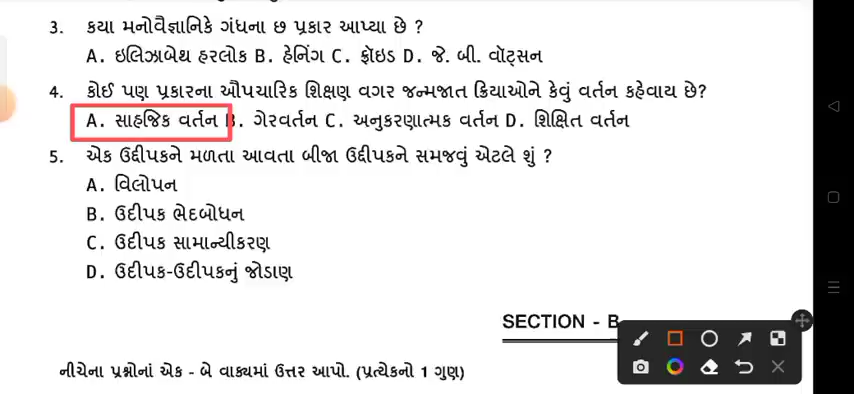 3. કયા મનોવૈજ્ઞાનિકે ગંધના છ પ્રકાર આપ્યા છે ?
A. ઇલિઝાબેથ હરલોક B. હેનિંગ C. ફ્રૉઇડ D. જે. બી. વૉટ્સન
4. કોઈ પણ પ્રકારના ઔપચારિક શિક્ષણ વગર જન્મજાત ક્રિયાઓને કેવું વર્તન કહેવાય છે?
A. સાહજિક વર્તન B. ગેરવર્તન C. અનુકરણાત્મક વર્તન D. શિક્ષિત વર્તન
5. એક ઉદ્દીપકને મળતા આવતા બીજા ઉદ્દીપકને સમજવું એટલે શું ?
A. વિલોપન
B. ઉદીપક ભેદબોધન
C. ઉદ્દીપક સામાન્યીકરણ
D. ઉદીપક-ઉદીપકનું જોડાણ
SECTION - B
નીચેના પ્રશ્નોનાં એક - બે વાક્યમાં ઉત્તર આપો. (પ્રત્યેકનો 1 ગુણ)